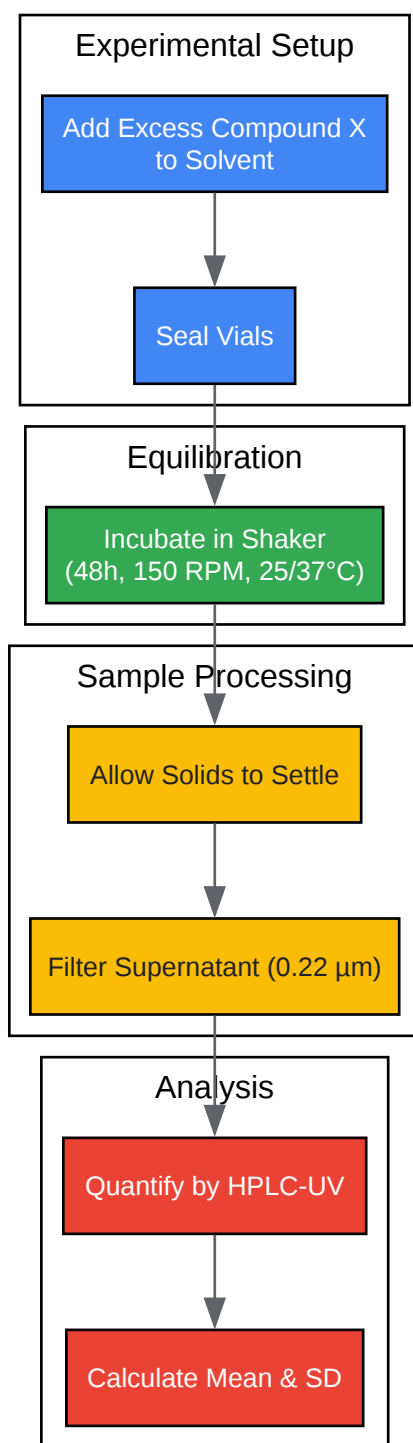 Experimental Setup
Add Excess Compound X
to Solvent
Seal Vials
Equilibration
Incubate in Shaker
(48h, 150 RPM, 25/37°C)
Sample Processing
Allow Solids to Settle
Filter Supernatant (0.22 µm)
Analysis
Quantify by HPLC-UV
Calculate Mean & SD